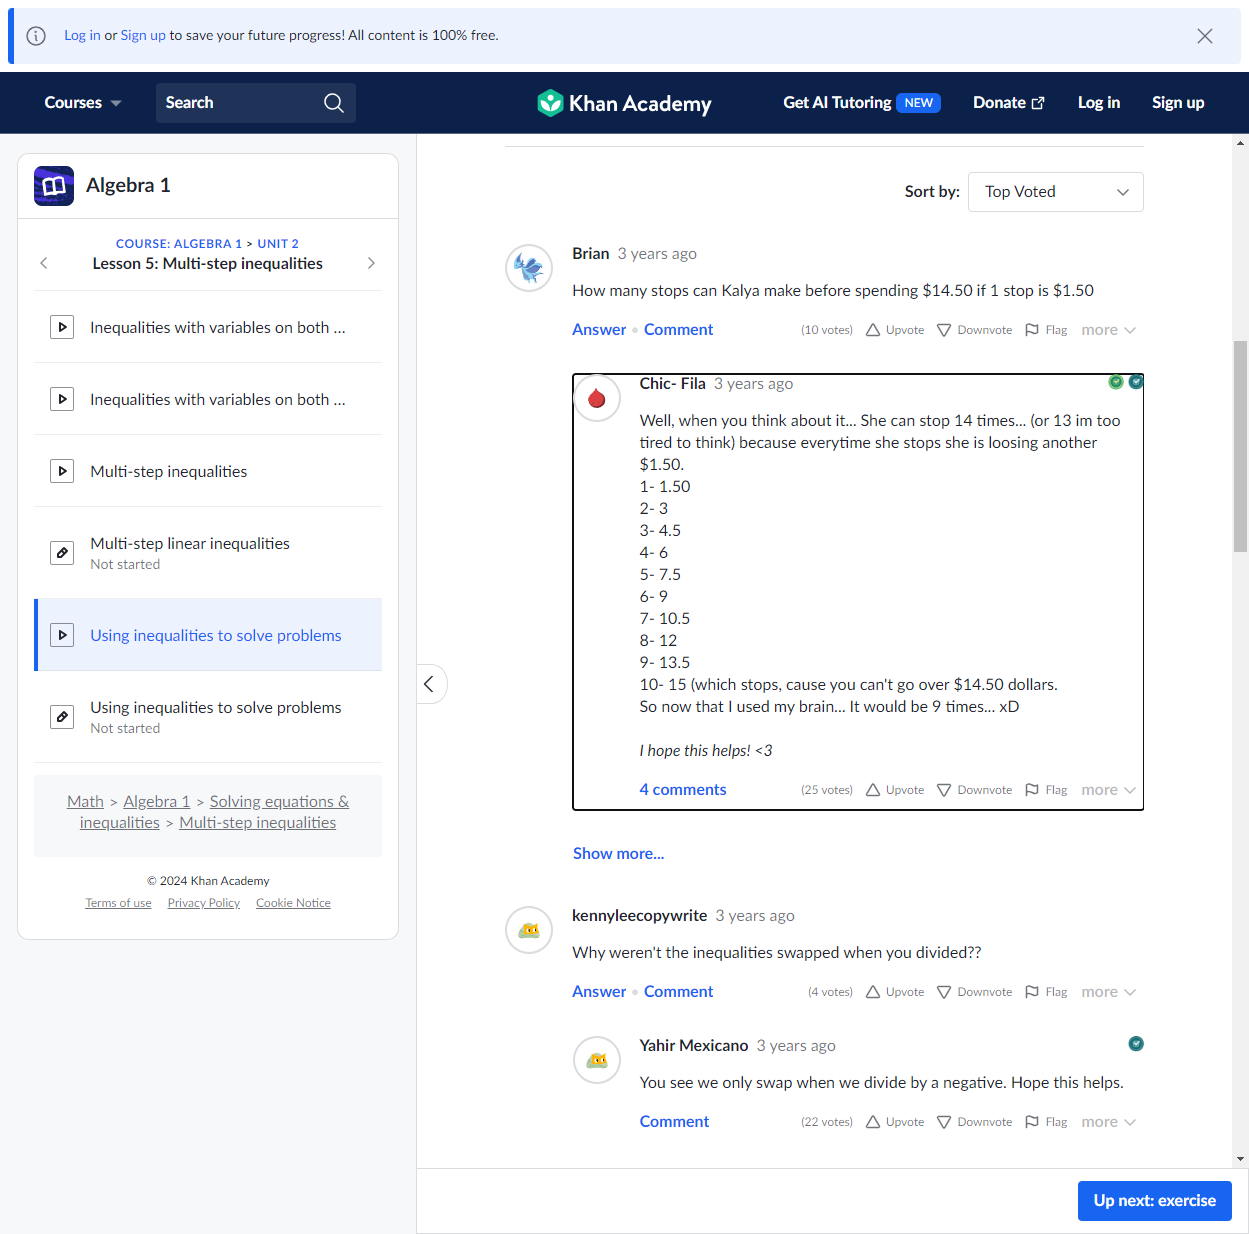 Log in or Sign up to save your future progress! All content is 100% free.
Courses
Search
Khan Academy
Get AI Tutoring NEW
Donate
Log in
Sign up
Algebra 1
COURSE: ALGEBRA 1 > UNIT 2
Lesson 5: Multi-step inequalities
Inequalities with variables on both ...
Inequalities with variables on both ...
Multi-step inequalities
Multi-step linear inequalities
Not started
Using inequalities to solve problems
Using inequalities to solve problems
Not started
Math > Algebra 1 > Solving equations &
inequalities > Multi-step inequalities
© 2024 Khan Academy
Terms of use Privacy Policy Cookie Notice
Sort by: Top Voted
Brian 3 years ago
How many stops can Kalya make before spending $14.50 if 1 stop is $1.50
Answer • Comment (10 votes) Upvote Downvote Flag more
Chic- Fila 3 years ago
Well, when you think about it... She can stop 14 times... (or 13 im too
tired to think) because everytime she stops she is loosing another
$1.50.
1- 1.50
2- 3
3- 4.5
4- 6
5- 7.5
6- 9
7- 10.5
8- 12
9- 13.5
10- 15 (which stops, cause you can't go over $14.50 dollars.
So now that I used my brain... It would be 9 times... xD
I hope this helps! <3
4 comments (25 votes) Upvote Downvote Flag more
Show more...
kennyleecopywrite 3 years ago
Why weren't the inequalities swapped when you divided??
Answer • Comment (4 votes) Upvote Downvote Flag more
Yahir Mexicano 3 years ago
You see we only swap when we divide by a negative. Hope this helps.
Comment (22 votes) Upvote Downvote Flag more
Up next: exercise